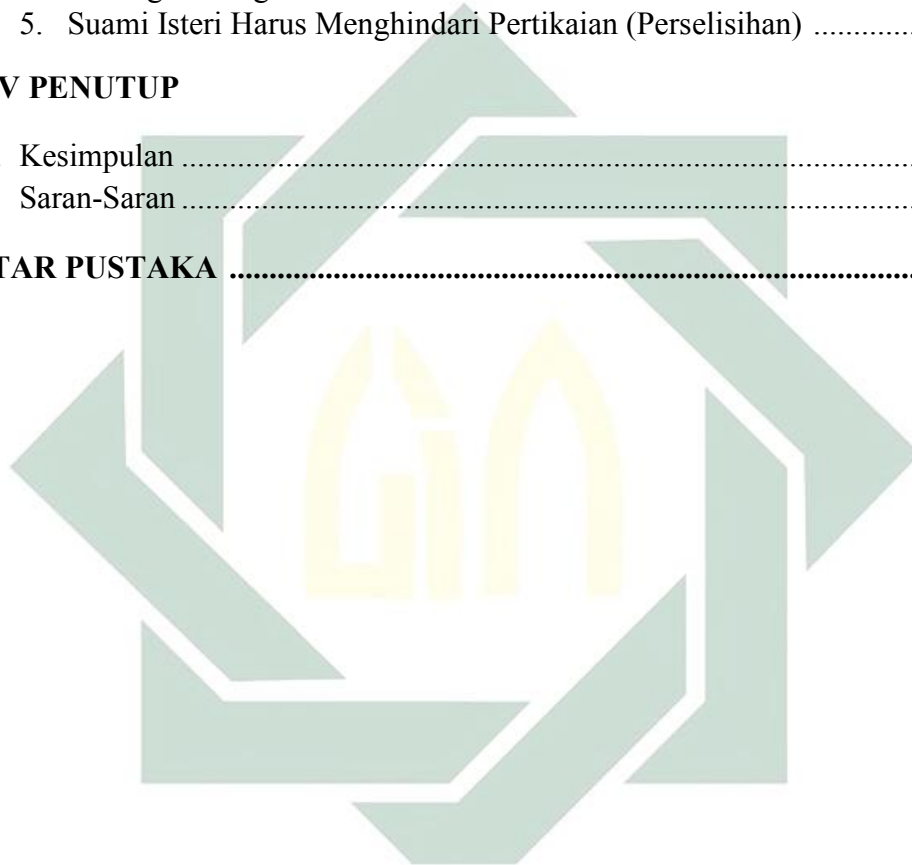 5. Suami Isteri Harus Menghindari Pertikaian (Perselisihan) ..............
V PENUTUP
Kesimpulan ..........................................................................................
Saran-Saran ..........................................................................................
TAR PUSTAKA ......................................................................................